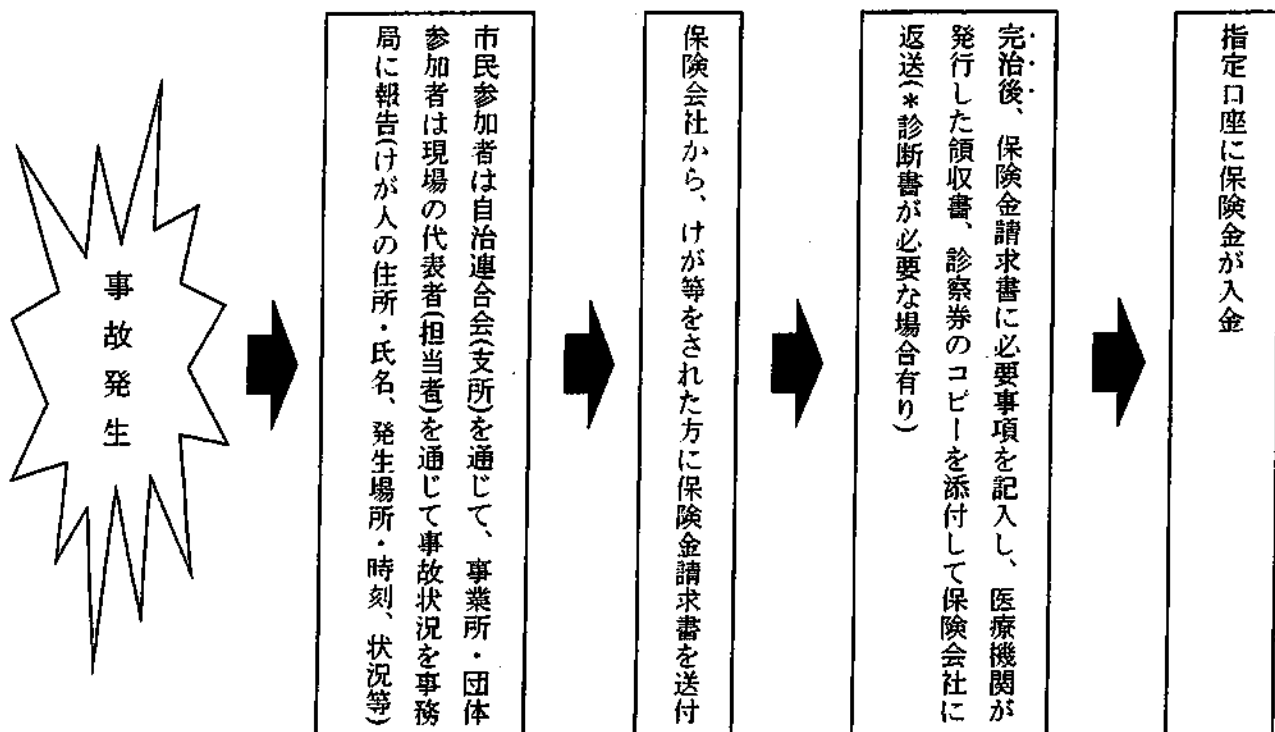 事故発生
市民参加者は自治連合会(支所)を通じて、事業所・団体
参加者は現場の代表者(担当者)を通じて事故状況を事務
局に報告(けが人の住所・氏名、発生場所・時刻、状況等)
保険会社から、けが等をされた方に保険金請求書を送付
完治後、保険金請求書に必要事項を記入し、医療機関が
発行した領収書、診察券のコピーを添付して保険会社に
返送(*診断書が必要な場合有り)
指定口座に保険金が入金